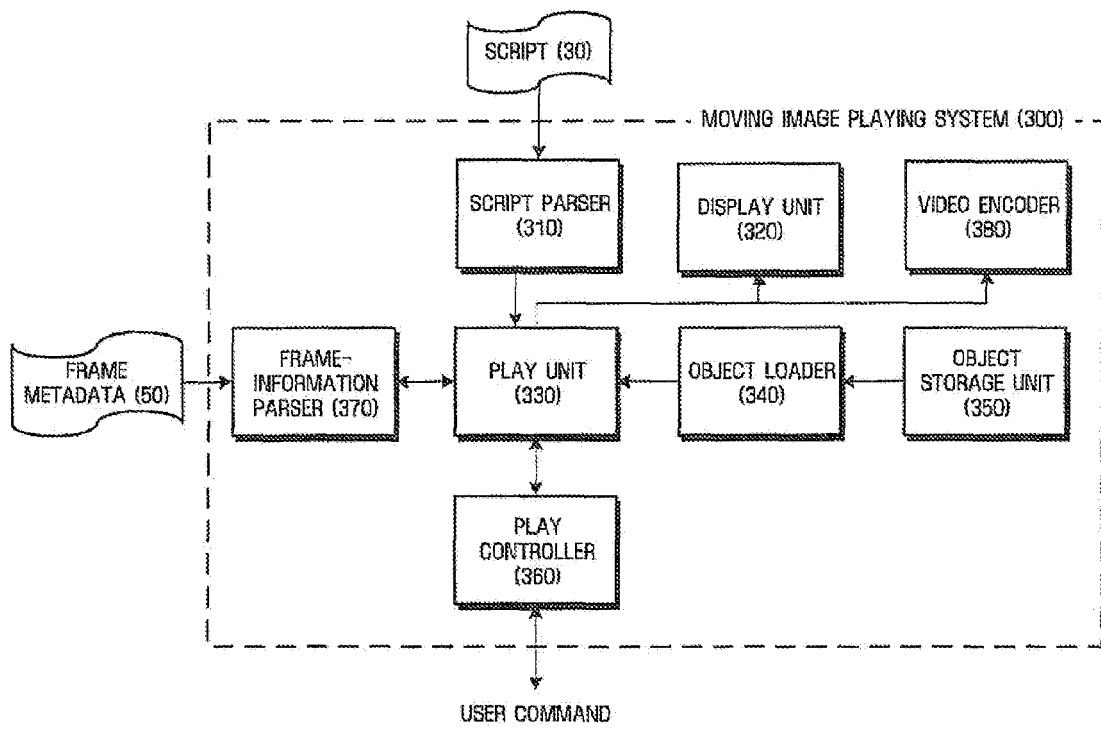 SCRIPT (30)
MOVING IMAGE PLAYING SYSTEM (300)
SCRIPT PARSER
(310)
DISPLAY UNIT
(320)
VIDEO ENCODER
(380)
FRAME
METADATA (50)
FRAME-
INFORMATION
PARSER (370)
PLAY UNIT
(330)
OBJECT LOADER
(340)
OBJECT
STORAGE UNIT
(350)
PLAY
CONTROLLER
(360)
USER COMMAND